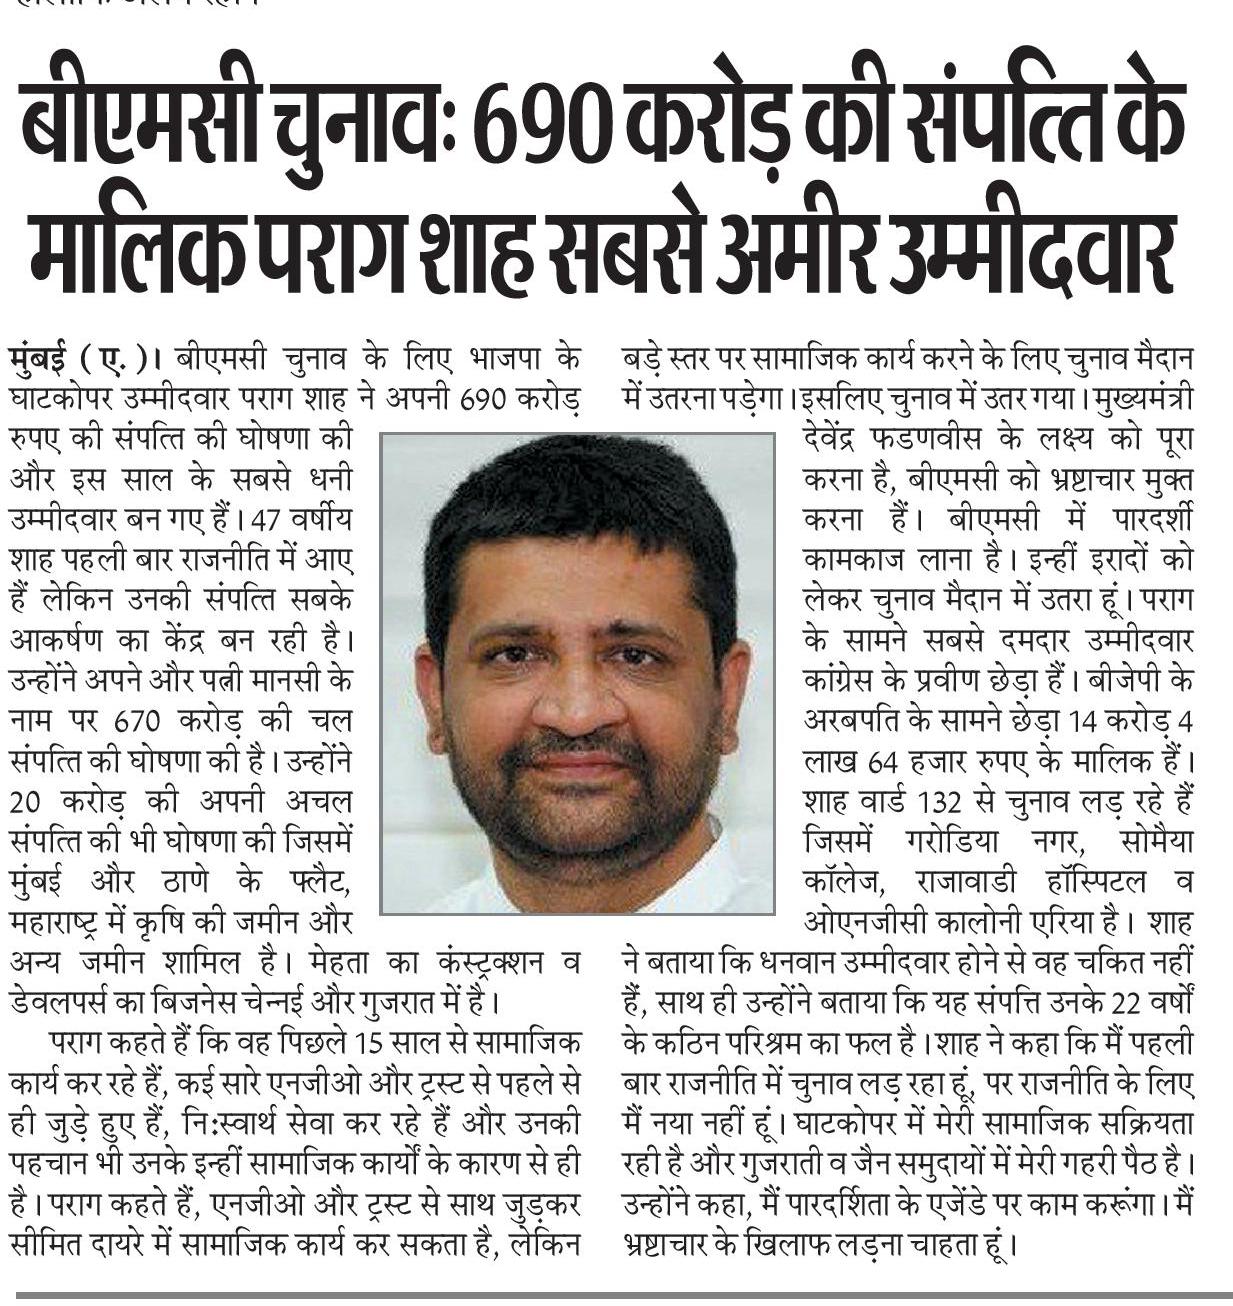 बीएमसी चुनावः 690 करोड़ की संपत्ति के
मालिक पराग शाह सबसे अमीर उम्मीदवार
मुंबई (ए.)। बीएमसी चुनाव के लिए भाजपा के
घाटकोपर उम्मीदवार पराग शाह ने अपनी 690 करोड़
रुपए की संपत्ति की घोषणा की
और इस साल के सबसे धनी
उम्मीदवार बन गए हैं। 47 वर्षीय
शाह पहली बार राजनीति में आए
हैं लेकिन उनकी संपत्ति सबके
आकर्षण का केंद्र बन रही है।
उन्होंने अपने और पत्नी मानसी के
नाम पर 670 करोड़ की चल
संपत्ति की घोषणा की है। उन्होंने
20 करोड़ की अपनी अचल
संपत्ति की भी घोषणा की जिसमें
मुंबई और ठाणे के फ्लैट,
महाराष्ट्र में कृषि की जमीन और
अन्य जमीन शामिल है। मेहता का कंस्ट्रक्शन व
डेवलपर्स का बिजनेस चेन्नई और गुजरात में है।
पराग कहते हैं कि वह पिछले 15 साल से सामाजिक
कार्य कर रहे हैं, कई सारे एनजीओ और ट्रस्ट से पहले से
ही जुड़े हुए हैं, नि:स्वार्थ सेवा कर रहे हैं और उनकी
पहचान भी उनके इन्हीं सामाजिक कार्यों के कारण से ही
है। पराग कहते हैं, एनजीओ और ट्रस्ट से साथ जुड़कर
सीमित दायरे में सामाजिक कार्य कर सकता है, लेकिन
बड़े स्तर पर सामाजिक कार्य करने के लिए चुनाव मैदान
में उतरना पड़ेगा। इसलिए चुनाव में उतर गया। मुख्यमंत्री
देवेंद्र फडणवीस के लक्ष्य को पूरा
करना है, बीएमसी को भ्रष्टाचार मुक्त
करना हैं। बीएमसी में पारदर्शी
कामकाज लाना है। इन्हीं इरादों को
लेकर चुनाव मैदान में उतरा हूं। पराग
के सामने सबसे दमदार उम्मीदवार
कांग्रेस के प्रवीण छेड़ा हैं। बीजेपी के
अरबपति के सामने छेड़ा 14 करोड़ 4
लाख 64 हजार रुपए के मालिक हैं।
शाह वार्ड 132 से चुनाव लड़ रहे हैं
जिसमें गरोडिया नगर, सोमैया
कॉलेज, राजावाडी हॉस्पिटल व
ओएनजीसी कालोनी एरिया है। शाह
ने बताया कि धनवान उम्मीदवार होने से वह चकित नहीं
हैं, साथ ही उन्होंने बताया कि यह संपत्ति उनके 22 वर्षों
के कठिन परिश्रम का फल है। शाह ने कहा कि मैं पहली
बार राजनीति में चुनाव लड़ रहा हूं, पर राजनीति के लिए
मैं नया नहीं हूं। घाटकोपर में मेरी सामाजिक सक्रियता
रही है और गुजराती व जैन समुदायों में मेरी गहरी पैठ है।
उन्होंने कहा, मैं पारदर्शिता के एजेंडे पर काम करूंगा। मैं
भ्रष्टाचार के खिलाफ लड़ना चाहता हूं।